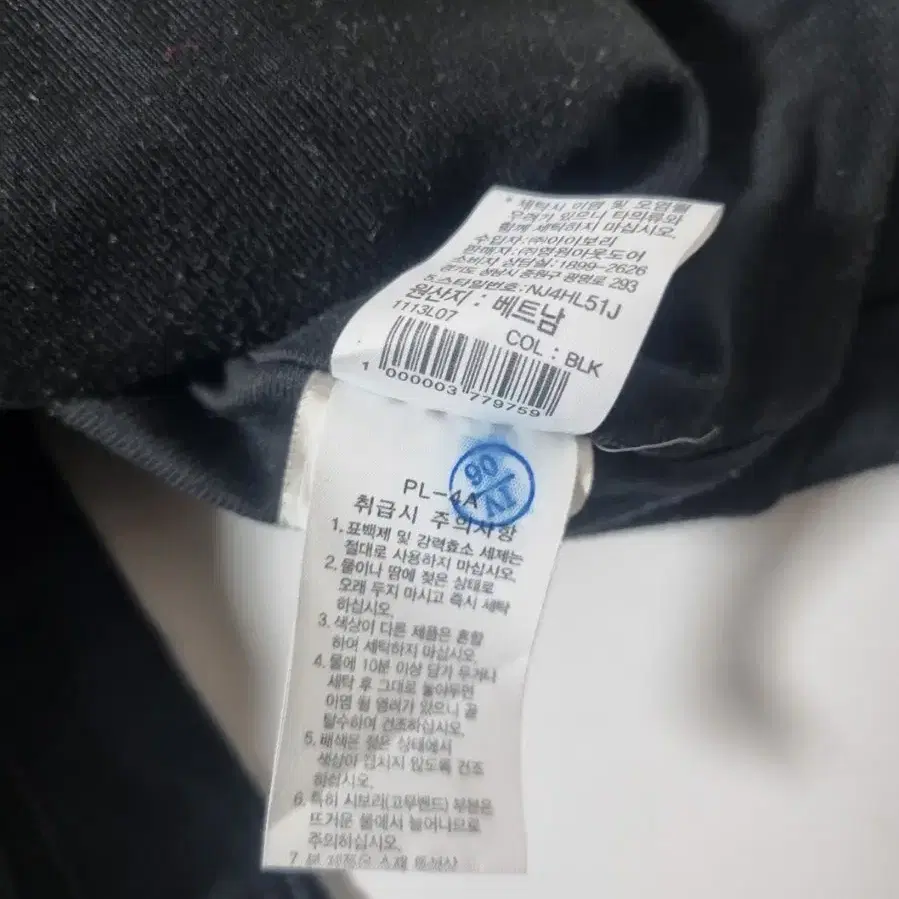 * 세탁시 이염 및 오염될
우려가 있으니 타의류와
함께 세탁하지 마십시오.
수입자:(주)아이보리
판매자:(주)영원아웃도어
소비자 상담실:1899-2626
경기도 성남시 중원구 광명로 293
5.스타일번호:NJ4HL51J
원산지 : 베트남
1113L07
COL : BLK
1 000003 779759
90
PL-4A
취급시 주의사항
1. 표백제 및 강력효소 세제는
절대로 사용하지 마십시오.
2. 물이나 땀에 젖은 상태로
오래 두지 마시고 즉시 세탁
하십시오.
3. 색상이 다른 제품은 혼합
하여 세탁하지 마십시오.
4. 물에 10분 이상 담가 두거나
세탁 후 그대로 놓아두면
이염 될 염려가 있으니 곧
탈수하여 건조하십시오.
5. 배색은 젖은 상태에서
색상이 겹치지 않도록 건조
하십시오.
6. 특히 시보리(고무밴드) 부분은
뜨거운 물에서 늘어나므로
주의하십시오.
7. 본 제품은 소재 특성상